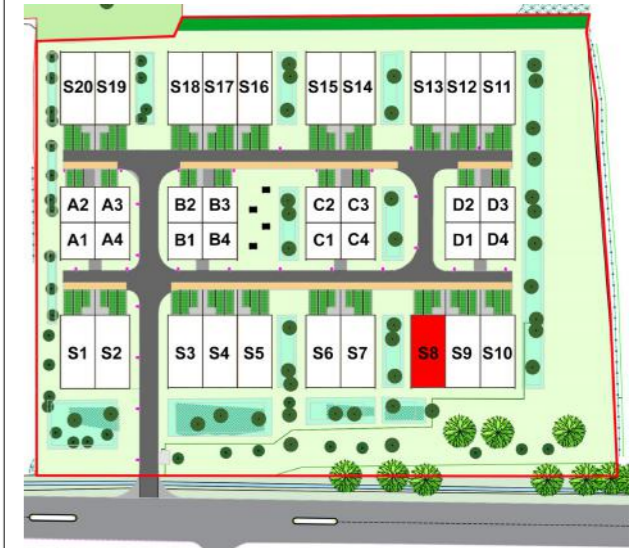 S20 S19 S18 S17 S16 S15 S14 S13 S12 S11
A2 A3 B2 B3 C2 C3 D2 D3
A1 A4 B1 B4 C1 C4 D1 D4
S1 S2 S3 S4 S5 S6 S7 S8 S9 S10